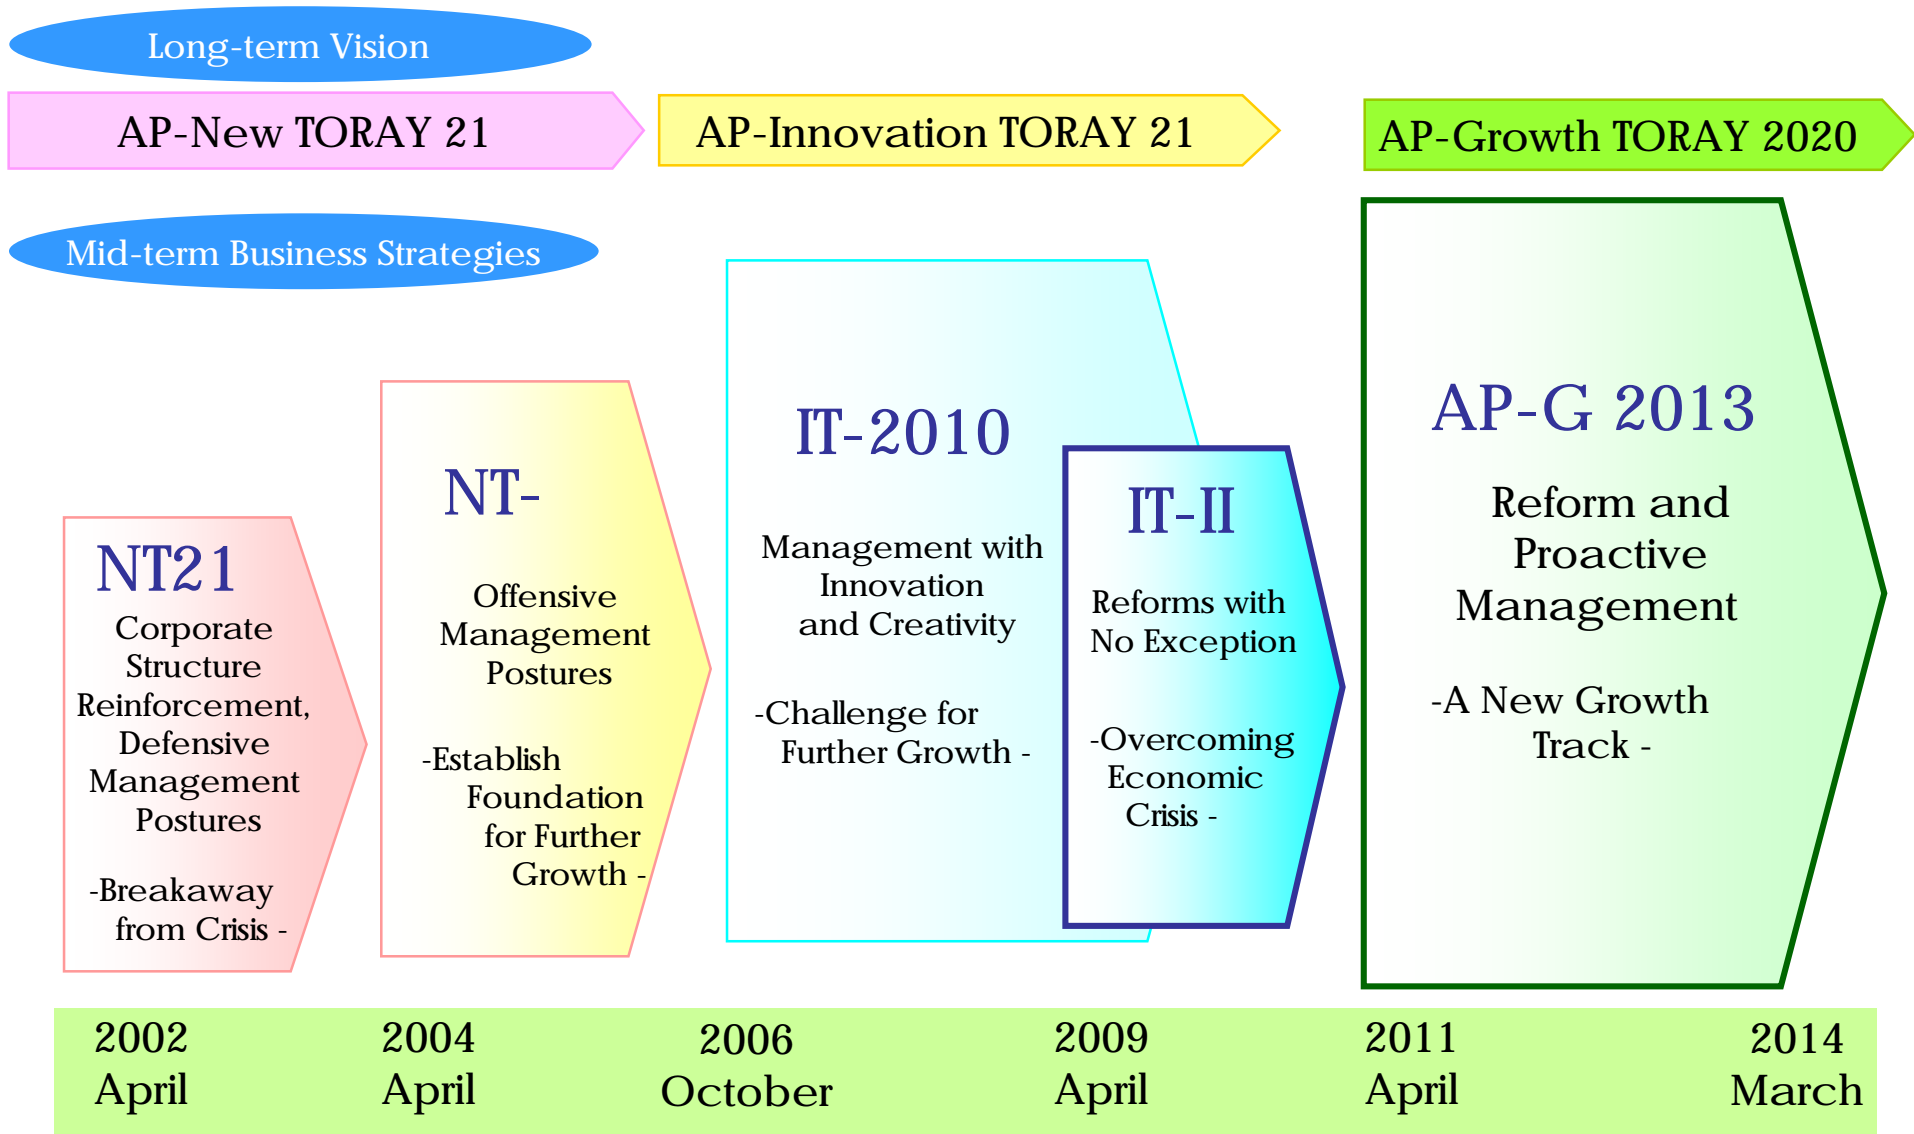 Long-term Vision
AP-New TORAY 21
AP-Innovation TORAY 21
AP-Growth TORAY 2020
Mid-term Business Strategies
NT21
Corporate
Structure
Reinforcement,
Defensive
Management
Postures
-Breakaway
from Crisis -
NT-
Offensive
Management
Postures
-Establish
Foundation
for Further
Growth -
IT-2010
Management with
Innovation
and Creativity
-Challenge for
Further Growth -
IT-II
Reforms with
No Exception
-Overcoming
Economic
Crisis -
AP-G 2013
Reform and
Proactive
Management
-A New Growth
Track -
2002
April
2004
April
2006
October
2009
April
2011
April
2014
March